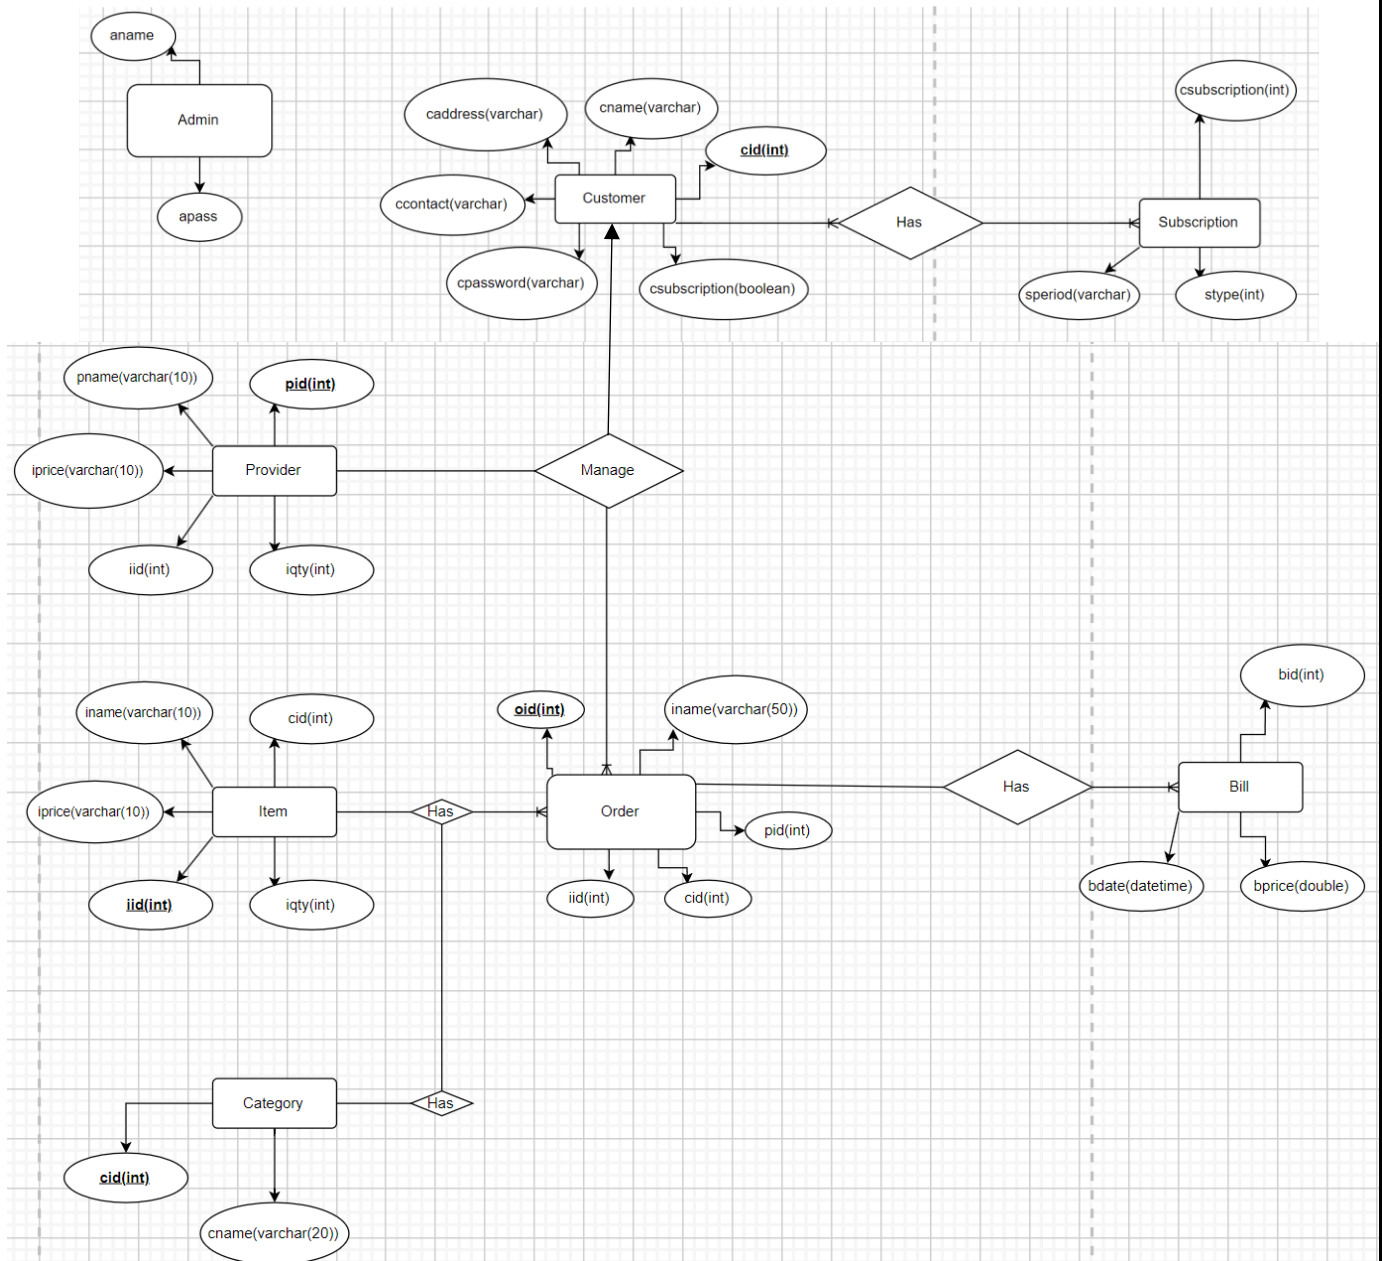 aname
Admin
apass
caddress(varchar)
cname(varchar)
cid(int)
Customer
ccontact(varchar)
cpassword(varchar)
csubscription(boolean)
Has
csubscription(int)
Subscription
speriod(varchar)
stype(int)
pname(varchar(10))
pid(int)
iprice(varchar(10))
Provider
iid(int)
iqty(int)
Manage
iname(varchar(10))
cid(int)
iprice(varchar(10))
Item
iid(int)
iqty(int)
Has
oid(int)
iname(varchar(50))
Order
pid(int)
iid(int)
cid(int)
Has
bid(int)
Bill
bdate(datetime)
bprice(double)
Category
Has
cid(int)
cname(varchar(20))